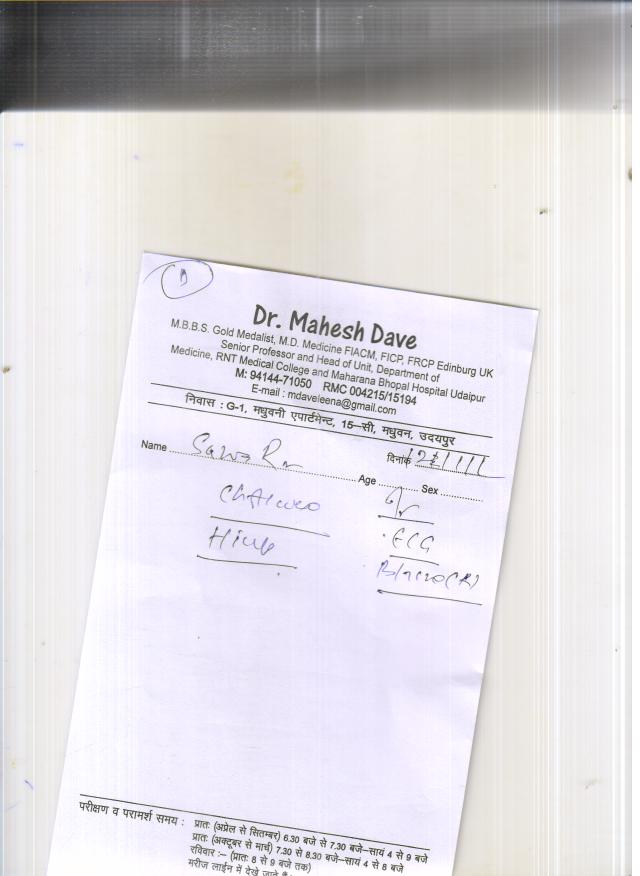 Dr. Mahesh Dave
M.B.B.S. Gold Medalist, M.D. Medicine FIACM, FICP, FRCP Edinburg UK
Senior Professor and Head of Unit, Department of
Medicine, RNT Medical College and Maharana Bhopal Hospital Udaipur
M: 94144-71050 RMC 004215/15194
E-mail : mdaveleena@gmail.com
निवास : G-1, मधुवनी एपार्टमेन्ट, 15-सी, मधुवन, उदयपुर
Name
दिनांक
Age Sex
ECG
परीक्षण व परामर्श समय : प्रातः (अप्रेल से सितम्बर) 6.30 बजे से 7.30 बजे-सायं 4 से 9 बजे
प्रातः (अक्टूबर से मार्च) 7.30 से 8.30 बजे-सायं 4 से 8 बजे
रविवार :- (प्रातः 8 से 9 बजे तक)
मरीज लाईन में देखे जाते